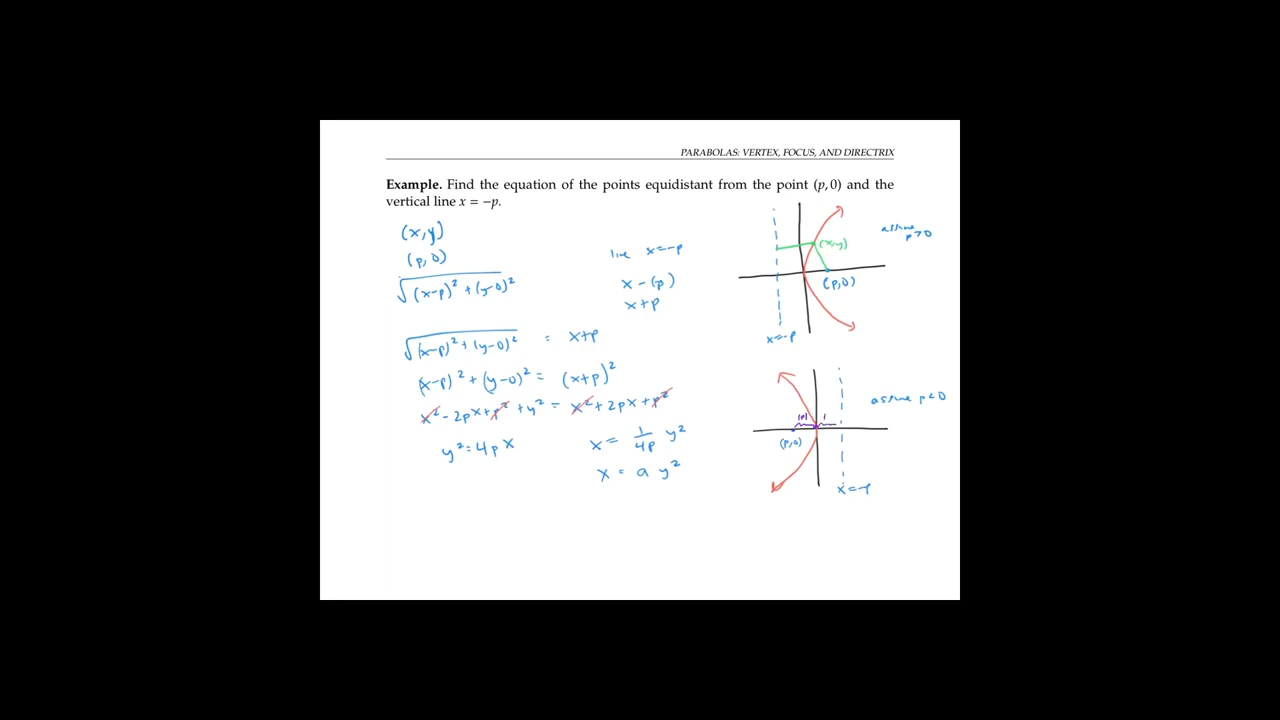 PARABOLAS: VERTEX, FOCUS, AND DIRECTRIX
Example. Find the equation of the points equidistant from the point (p, 0) and the
vertical line x = −p.
(x,y)
(p,0)
√(x-p)² + (y-0)²
line x=-p
x - (-p)
x+p
√(x-p)² + (y-0)² = x+p
(x-p)² + (y-0)² = (x+p)²
x² - 2px + p² + y² = x² + 2px + p²
y² = 4px
x = 1/4p y²
x = a y²
assume
p>0
(x,y)
(p,0)
x=-p
assume p<0
|p|
(p,0)
x=-p